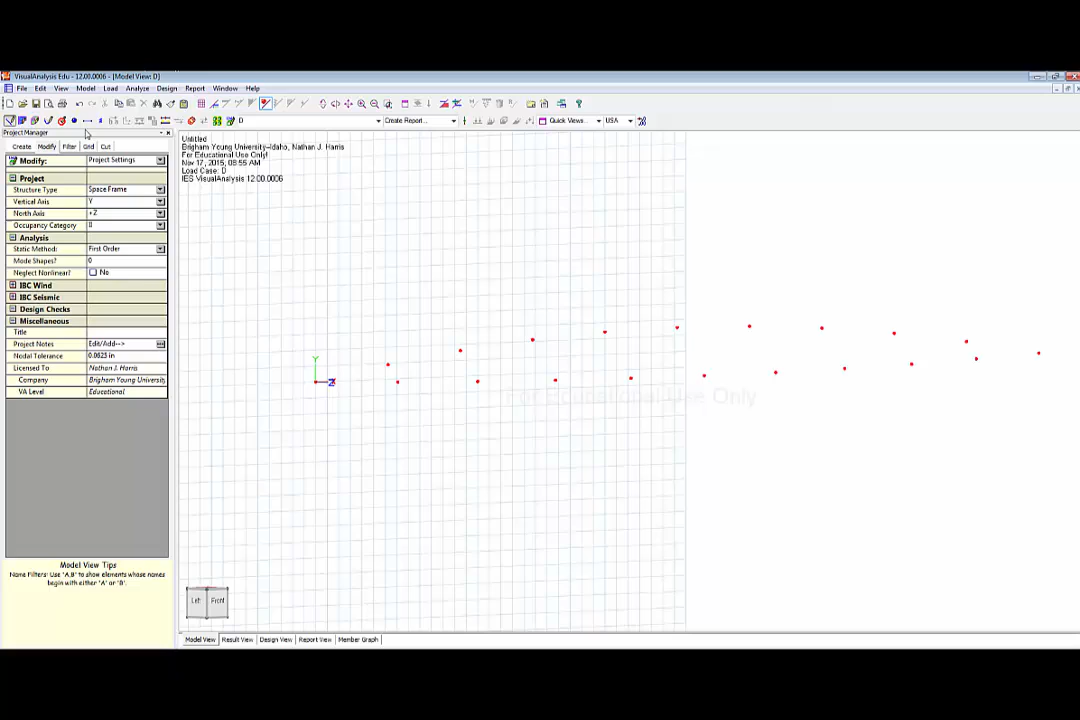 VisualAnalysis Edu - 12.00.0006 - [Model View: D]
File Edit View Model Load Analyze Design Report Window Help
D Create Report... Quick Views... USA
Project Manager
Create Modify Filter Grid Cut
Modify: Project Settings
Project
Structure Type Space Frame
Vertical Axis Y
North Axis +Z
Occupancy Category II
Analysis
Static Method: First Order
Mode Shapes? 0
Neglect Nonlinear? No
IBC Wind
IBC Seismic
Design Checks
Miscellaneous
Title
Project Notes Edit/Add-->
Nodal Tolerance 0.0625 in
Licensed To Nathan J. Harris
Company Brigham Young University
VA Level Educational
Model View Tips
Name Filters: Use "A,B" to show elements whose names
begin with either "A" or "B".
Untitled
Brigham Young University--Idaho, Nathan J. Harris
For Educational Use Only!
Nov 17, 2015; 08:55 AM
Load Case: D
IES VisualAnalysis 12.00.0006
Y
Z
For Educational Use Only
Left Front
Model View Result View Design View Report View Member Graph